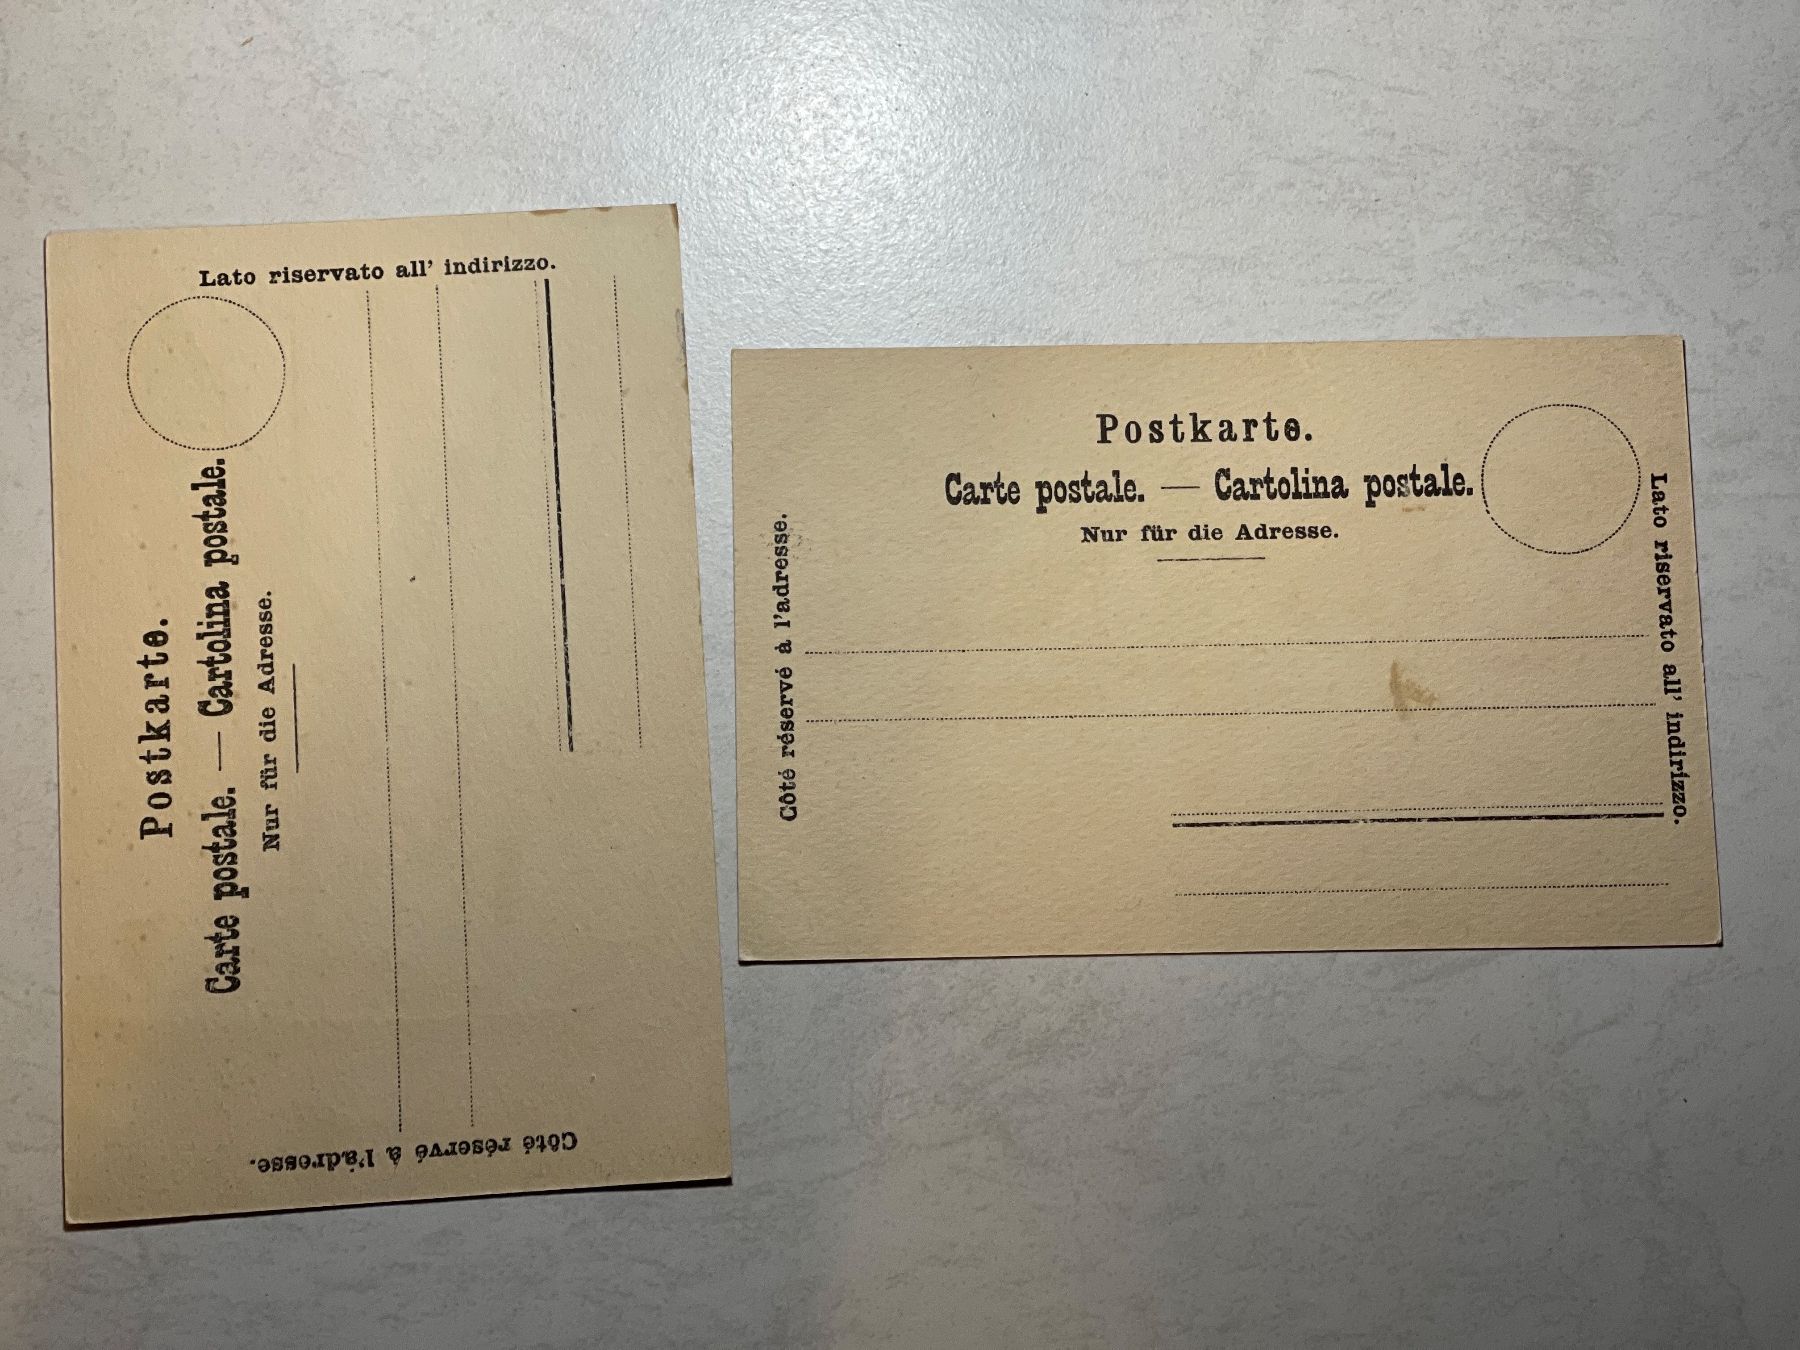 Lato riservato all' indirizzo.
Postkarte.
Carte postale. — Cartolina postale.
Nur für die Adresse.
Côté réservé à l'adresse.
Postkarte.
Carte postale. — Cartolina postale.
Nur für die Adresse.
Côté réservé à l'adresse.
Lato riservato all' indirizzo.